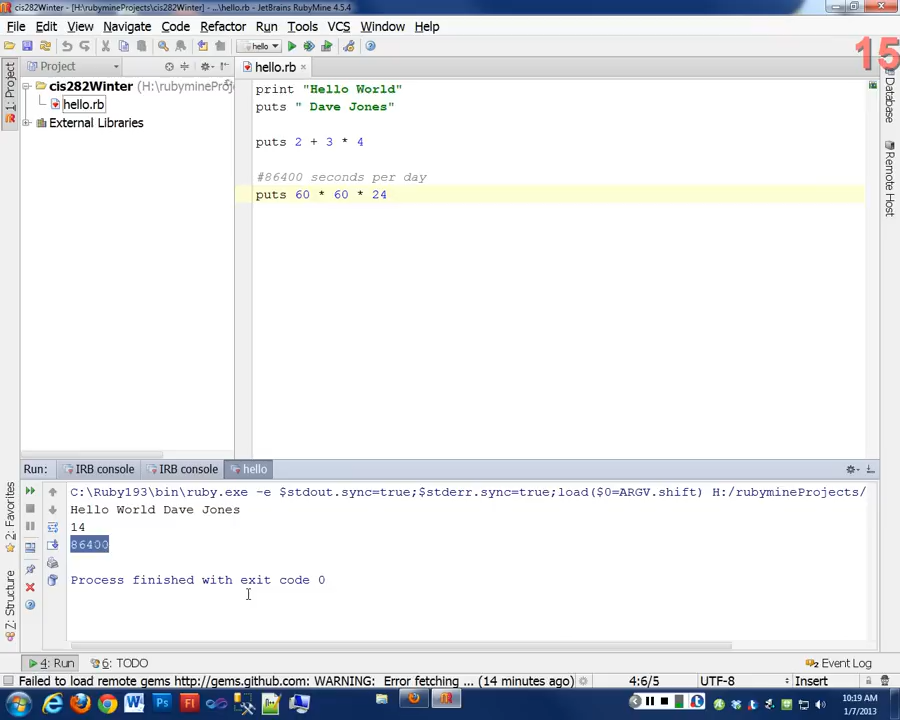 cis282Winter - [H:\rubymineProjects\cis282Winter] - ...\hello.rb - JetBrains RubyMine 4.5.4
File Edit View Navigate Code Refactor Run Tools VCS Window Help
hello
15
Project
hello.rb
1: Project
cis282Winter (H:\rubymineProj
hello.rb
External Libraries
print "Hello World"
puts " Dave Jones"
puts 2 + 3 * 4
#86400 seconds per day
puts 60 * 60 * 24
Database
Remote Host
2: Favorites
Structure
Run: IRB console IRB console hello
C:\Ruby193\bin\ruby.exe -e $stdout.sync=true;$stderr.sync=true;load($0=ARGV.shift) H:/rubymineProjects/
Hello World Dave Jones
14
86400
Process finished with exit code 0
4: Run 6: TODO Event Log
Failed to load remote gems http://gems.github.com: WARNING: Error fetching ... (14 minutes ago) 4:6/5 UTF-8 Insert
10:19 AM
1/7/2013